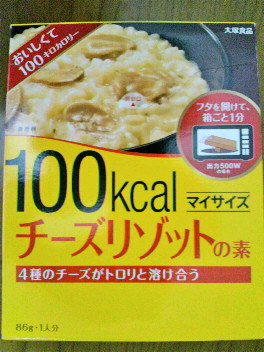 大塚食品
おいしくて
100キロカロリー
フタを開けて、
箱ごと1分
出力500W
100kcal
マイサイズ
チーズリゾットの素
4種のチーズがトロリと溶け合う
86g・1人分